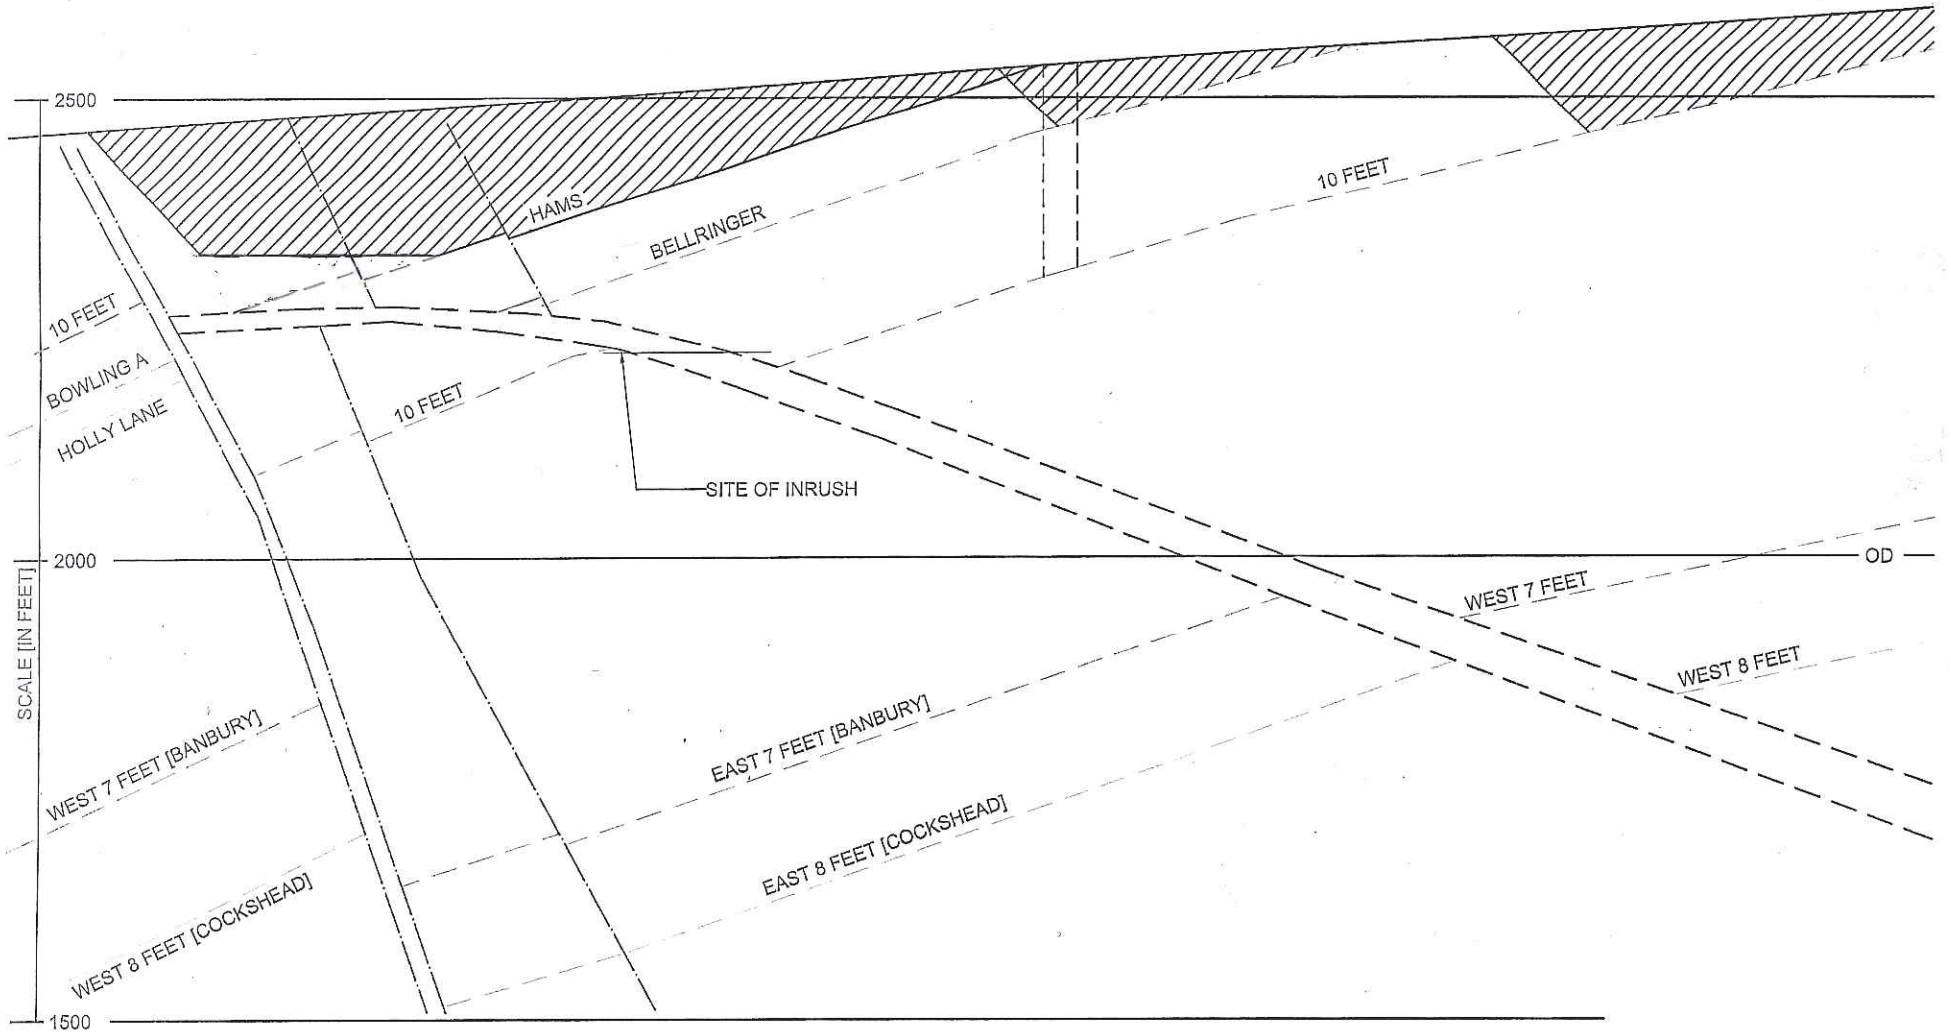 2500
HAMS
BELLRINGER
10 FEET
10 FEET
BOWLING A
HOLLY LANE
10 FEET
SITE OF INRUSH
2000
OD
SCALE [IN FEET]
WEST 7 FEET
WEST 8 FEET
WEST 7 FEET [BANBURY]
EAST 7 FEET [BANBURY]
EAST 8 FEET [COCKSHEAD]
WEST 8 FEET [COCKSHEAD]
1500